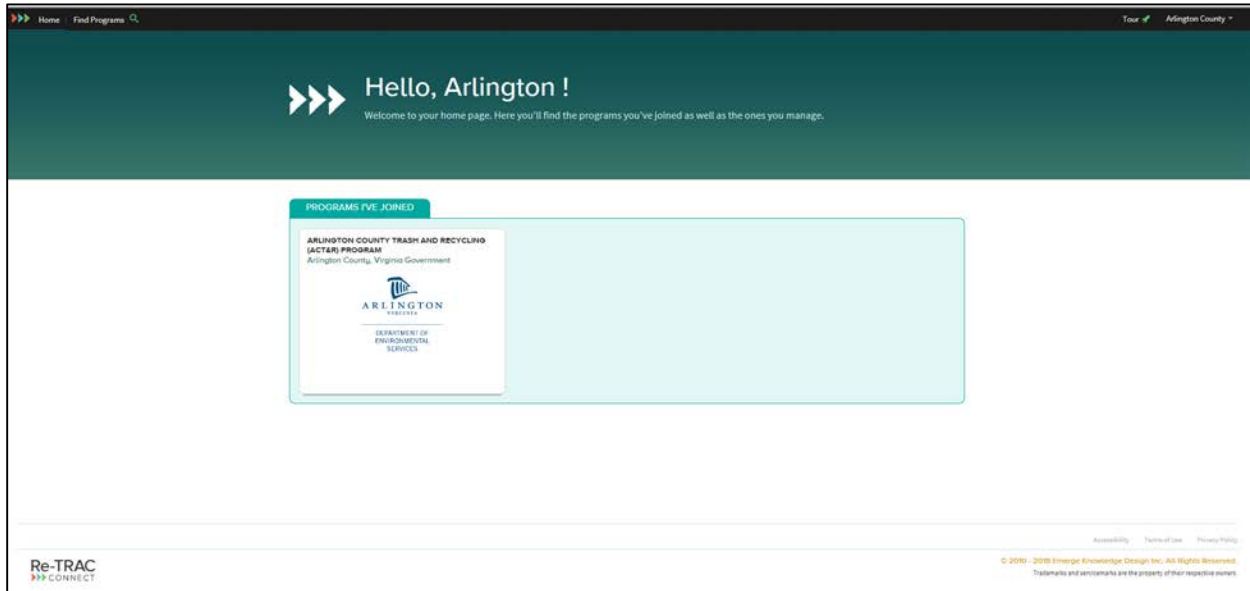 Home Find Programs
Tour Arlington County
Hello, Arlington !
Welcome to your home page. Here you'll find the programs you've joined as well as the ones you manage.
PROGRAMS I'VE JOINED
ARLINGTON COUNTY TRASH AND RECYCLING
(ACT&R) PROGRAM
Arlington County, Virginia Government
ARLINGTON
VIRGINIA
DEPARTMENT OF
ENVIRONMENTAL
SERVICES
Accessibility Terms of Use Privacy Policy
Re-TRAC
CONNECT
© 2010 - 2018 Emerge Knowledge Design Inc. All Rights Reserved.
Trademarks and servicemarks are the property of their respective owners.